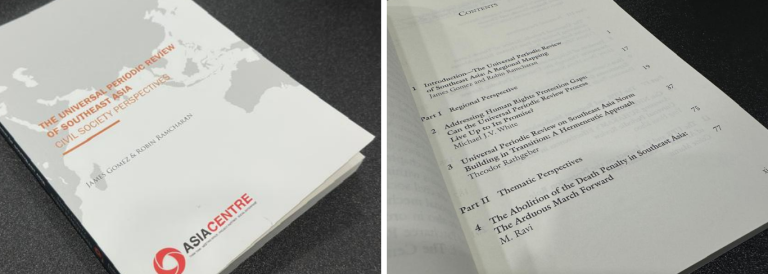 THE UNIVERSAL PERIODIC REVIEW
OF SOUTHEAST ASIA
CIVIL SOCIETY PERSPECTIVES
JAMES GOMEZ & ROBIN RAMCHARAN
ASIACENTRE
CONTENTS
1 Introduction—The Universal Periodic Review 1
of Southeast Asia: A Regional Mapping
James Gomez and Robin Ramcharan
Part I Regional Perspective 17
2 Addressing Human Rights Protection Gaps: 19
Can the Universal Periodic Review Process
Live Up to Its Promise?
Michael J.V. White
3 Universal Periodic Review on Southeast Asia Norm 37
Building in Transition: A Hermeneutic Approach
Theodor Rathgeber
Part II Thematic Perspectives 75
4 The Abolition of the Death Penalty in Southeast Asia: 77
The Arduous March Forward
M. Ravi